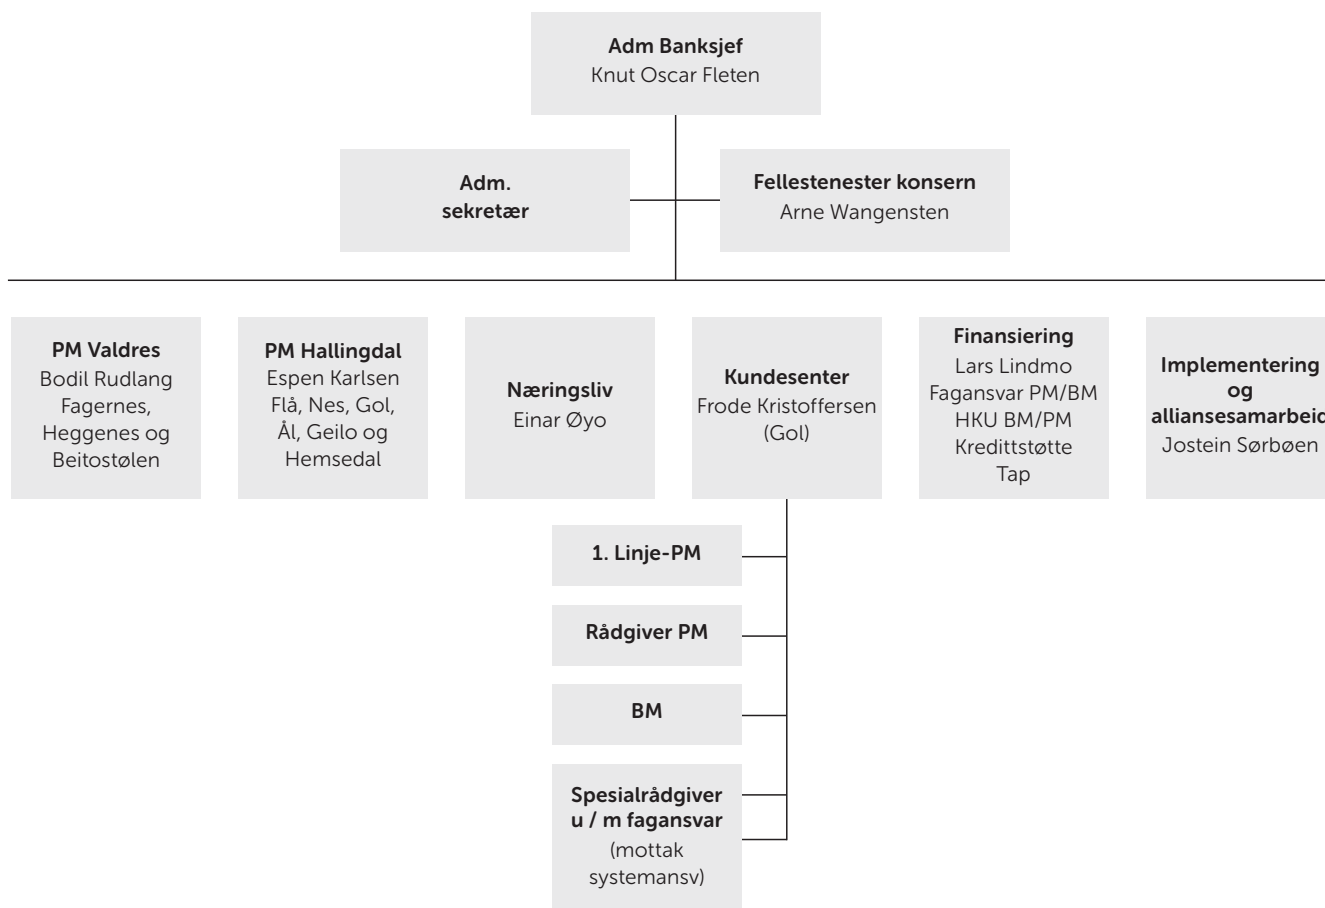 Adm Banksjef
Knut Oscar Fleten
Adm.
sekretær
Fellestenester konsern
Arne Wangensten
PM Valdres
Bodil Rudlang
Fagernes,
Heggenes og
Beitostølen
PM Hallingdal
Espen Karlsen
Flå, Nes, Gol,
Ål, Geilo og
Hemsedal
Næringsliv
Einar Øyo
Kundesenter
Frode Kristoffersen
(Gol)
Finansiering
Lars Lindmo
Fagansvar PM/BM
HKU BM/PM
Kredittstøtte
Tap
Implementering
og
alliansesamarbeid
Jostein Sørbøen
1. Linje-PM
Rådgiver PM
BM
Spesialrådgiver
u / m fagansvar
(mottak
systemansv)